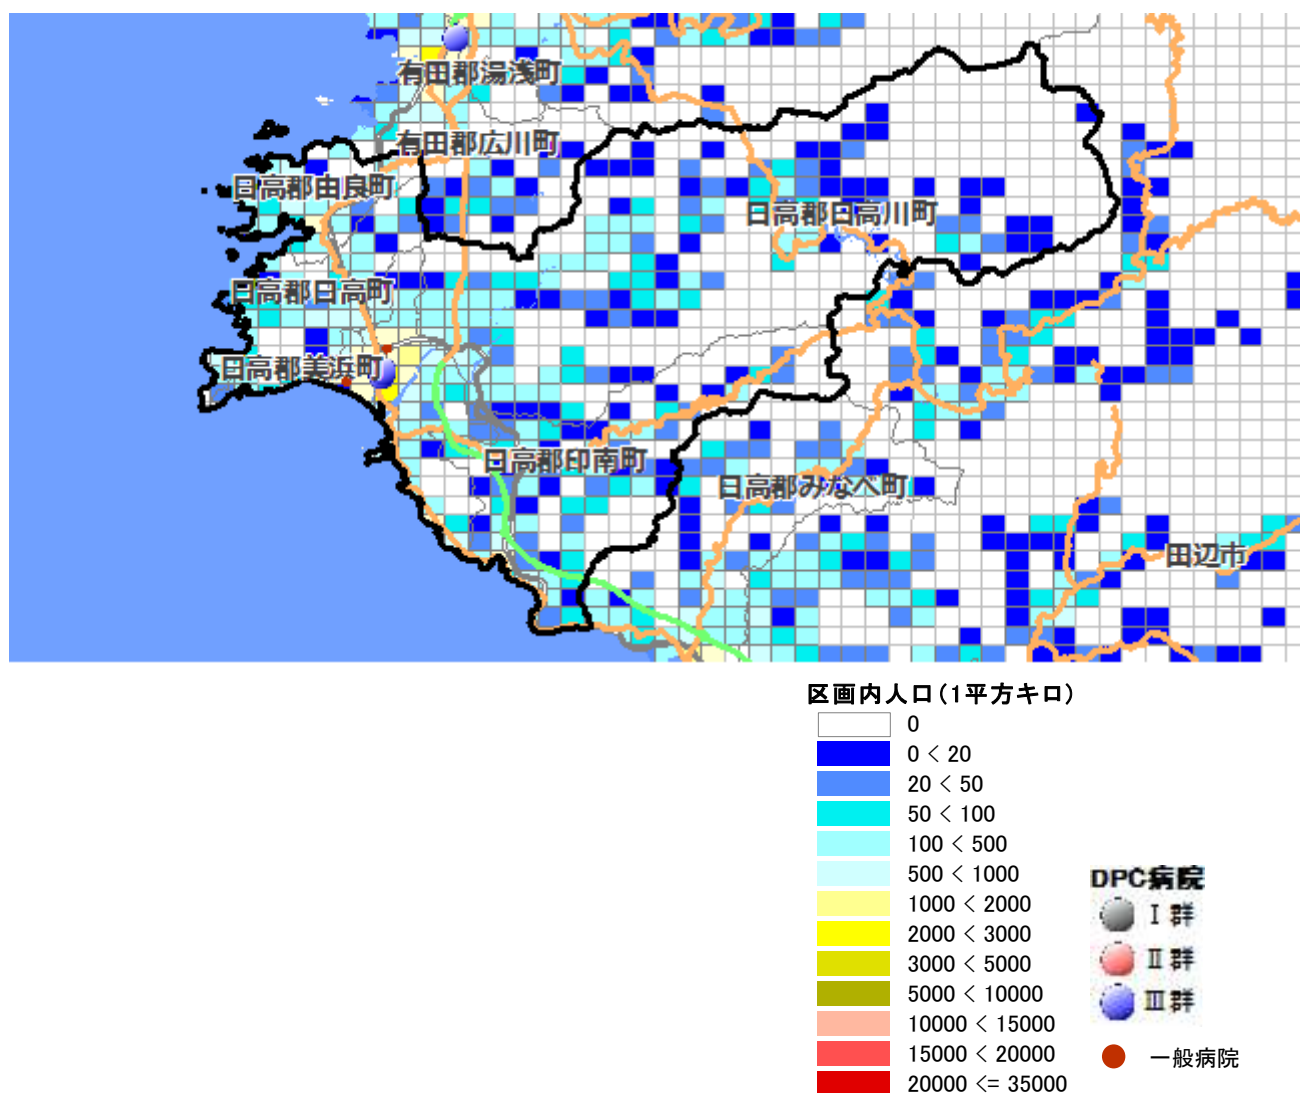 有田郡湯浅町
有田郡広川町
日高郡由良町
日高郡日高川町
日高郡日高町
日高郡美浜町
日高郡印南町
日高郡みなべ町
田辺市
区画内人口(1平方キロ)
0
0 < 20
20 < 50
50 < 100
100 < 500
500 < 1000
1000 < 2000
2000 < 3000
3000 < 5000
5000 < 10000
10000 < 15000
15000 < 20000
20000 <= 35000
DPC病院
Ⅰ群
Ⅱ群
Ⅲ群
一般病院